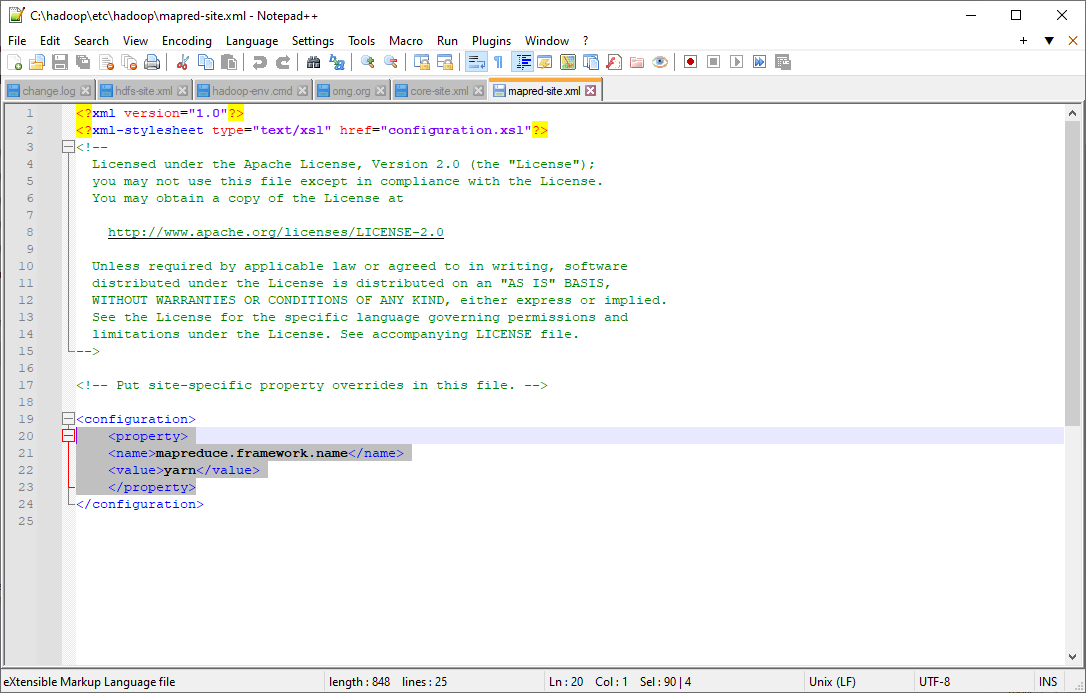 C:\hadoop\etc\hadoop\mapred-site.xml - Notepad++
File Edit Search View Encoding Language Settings Tools Macro Run Plugins Window ?
+ ▼ X
change.log hdfs-site.xml hadoop-env.cmd omg.org core-site.xml mapred-site.xml
1 <?xml version="1.0"?>
2 <?xml-stylesheet type="text/xsl" href="configuration.xsl"?>
3 <!--
4 Licensed under the Apache License, Version 2.0 (the "License");
5 you may not use this file except in compliance with the License.
6 You may obtain a copy of the License at
7
8 http://www.apache.org/licenses/LICENSE-2.0
9
10 Unless required by applicable law or agreed to in writing, software
11 distributed under the License is distributed on an "AS IS" BASIS,
12 WITHOUT WARRANTIES OR CONDITIONS OF ANY KIND, either express or implied.
13 See the License for the specific language governing permissions and
14 limitations under the License. See accompanying LICENSE file.
15 -->
16
17 <!-- Put site-specific property overrides in this file. -->
18
19 <configuration>
20 <property>
21 <name>mapreduce.framework.name</name>
22 <value>yarn</value>
23 </property>
24 </configuration>
25
eXtensible Markup Language file length : 848 lines : 25 Ln : 20 Col : 1 Sel : 90 | 4 Unix (LF) UTF-8 INS